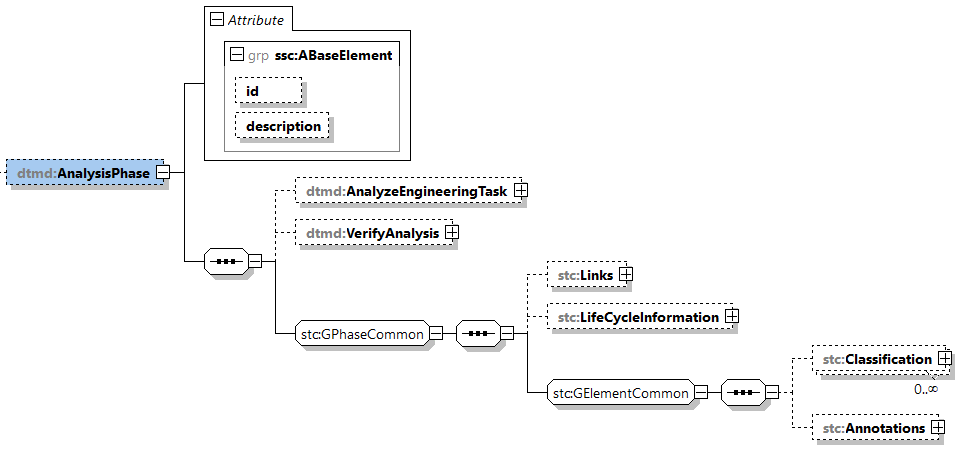 Attribute
grp ssc:ABaseElement
id
description
dtmd:AnalysisPhase
dtmd:AnalyzeEngineeringTask
dtmd:VerifyAnalysis
stc:GPhaseCommon
stc:Links
stc:LifeCycleInformation
stc:GElementCommon
stc:Classification
0..∞
stc:Annotations